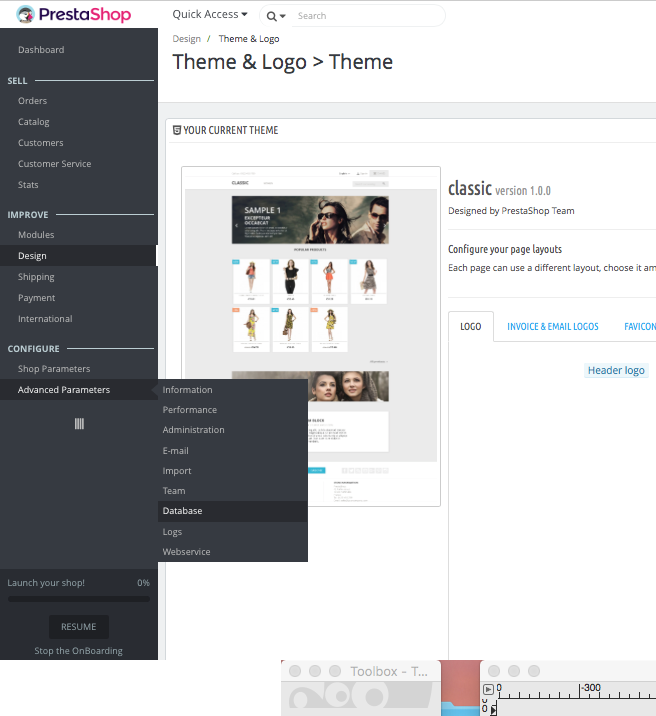 PrestaShop
Quick Access
Search
Design / Theme & Logo
Theme & Logo > Theme
Dashboard
SELL
Orders
Catalog
Customers
Customer Service
Stats
IMPROVE
Modules
Design
Shipping
Payment
International
CONFIGURE
Shop Parameters
Advanced Parameters
Information
Performance
Administration
E-mail
Import
Team
Database
Logs
Webservice
Launch your shop! 0%
RESUME
Stop the OnBoarding
YOUR CURRENT THEME
CLASSIC
SAMPLE 1
EXCEPTEUR
OCCAECAT
POPULAR PRODUCTS
classic version 1.0.0
Designed by PrestaShop Team
Configure your page layouts
Each page can use a different layout, choose it am
LOGO INVOICE & EMAIL LOGOS FAVICON
Header logo
Toolbox - T...
0 -300
0
0